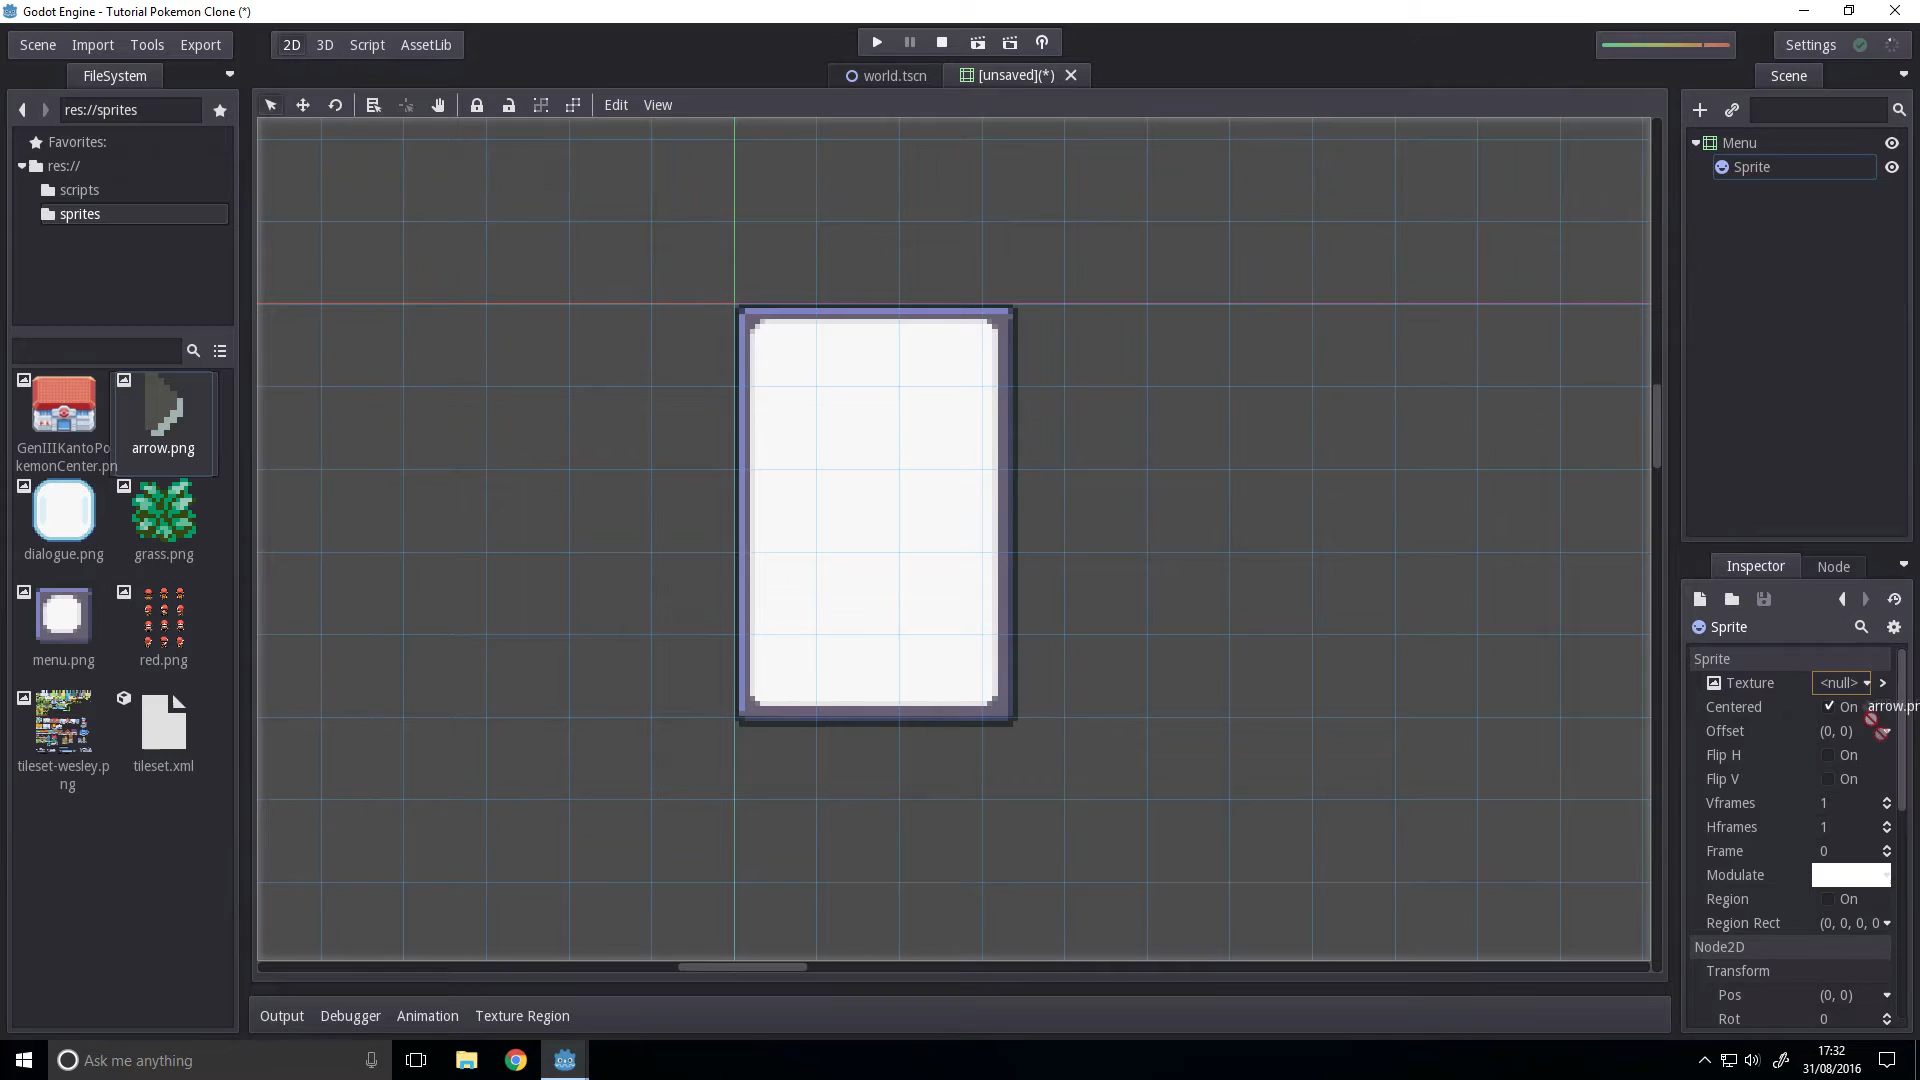 Godot Engine - Tutorial Pokemon Clone (*)
Scene Import Tools Export
2D 3D Script AssetLib
Settings
FileSystem
world.tscn
[unsaved](*)
Scene
res://sprites
Edit View
Favorites:
res://
scripts
sprites
Menu
Sprite
GenIIIKantoPo
kemonCenter.pn
arrow.png
dialogue.png
grass.png
menu.png
red.png
tileset-wesley.p
ng
tileset.xml
Inspector Node
Sprite
Sprite
Texture <null>
Centered On
arrow.pn
Offset (0, 0)
Flip H On
Flip V On
Vframes 1
Hframes 1
Frame 0
Modulate
Region On
Region Rect (0, 0, 0, 0
Node2D
Transform
Pos (0, 0)
Rot 0
Output Debugger Animation Texture Region
Ask me anything
17:32
31/08/2016